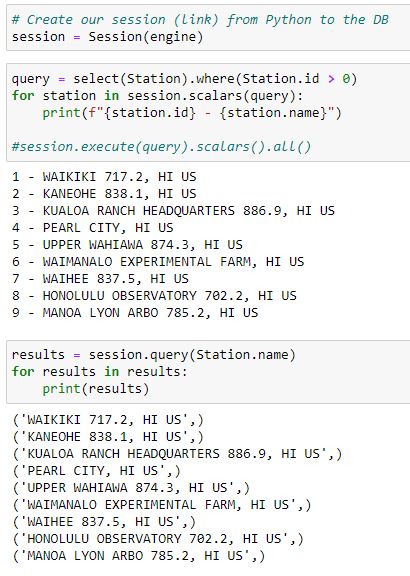 # Create our session (link) from Python to the DB
session = Session(engine)
query = select(Station).where(Station.id > 0)
for station in session.scalars(query):
    print(f"{station.id} - {station.name}")
#session.execute(query).scalars().all()
1 - WAIKIKI 717.2, HI US
2 - KANEOHE 838.1, HI US
3 - KUALOA RANCH HEADQUARTERS 886.9, HI US
4 - PEARL CITY, HI US
5 - UPPER WAHIAWA 874.3, HI US
6 - WAIMANALO EXPERIMENTAL FARM, HI US
7 - WAIHEE 837.5, HI US
8 - HONOLULU OBSERVATORY 702.2, HI US
9 - MANOA LYON ARBO 785.2, HI US
results = session.query(Station.name)
for results in results:
    print(results)
('WAIKIKI 717.2, HI US',)
('KANEOHE 838.1, HI US',)
('KUALOA RANCH HEADQUARTERS 886.9, HI US',)
('PEARL CITY, HI US',)
('UPPER WAHIAWA 874.3, HI US',)
('WAIMANALO EXPERIMENTAL FARM, HI US',)
('WAIHEE 837.5, HI US',)
('HONOLULU OBSERVATORY 702.2, HI US',)
('MANOA LYON ARBO 785.2, HI US',)